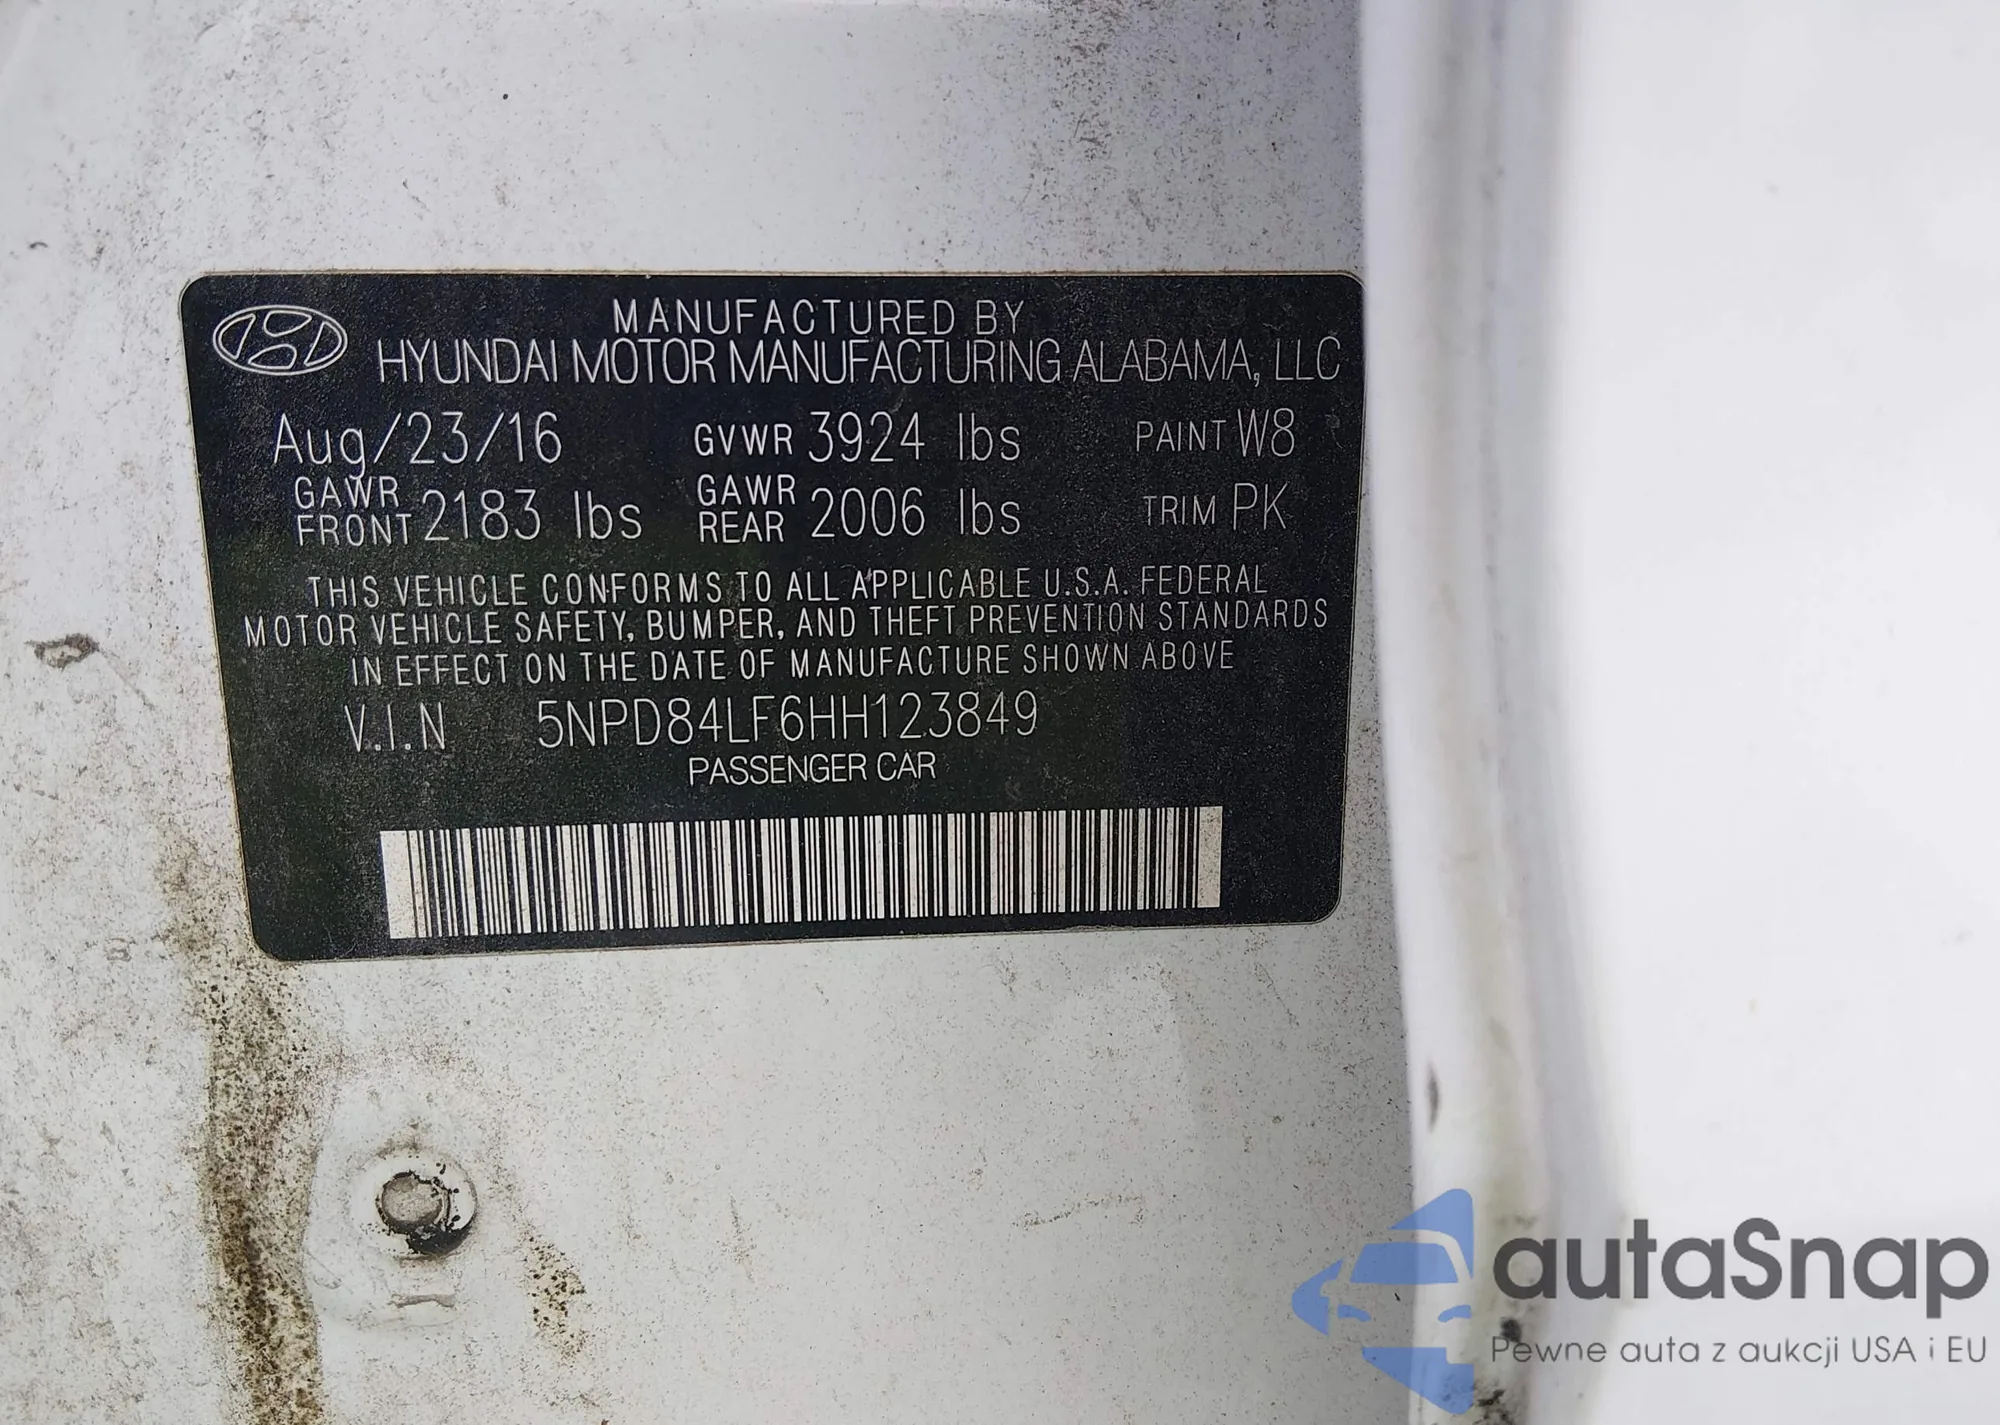 MANUFACTURED BY
HYUNDAI MOTOR MANUFACTURING ALABAMA, LLC
Aug/23/16 GVWR 3924 lbs PAINT W8
GAWR FRONT 2183 lbs GAWR REAR 2006 lbs TRIM PK
THIS VEHICLE CONFORMS TO ALL APPLICABLE U.S.A. FEDERAL
MOTOR VEHICLE SAFETY, BUMPER, AND THEFT PREVENTION STANDARDS
IN EFFECT ON THE DATE OF MANUFACTURE SHOWN ABOVE
V.I.N 5NPD84LF6HH123849
PASSENGER CAR
autaSnap
Pewne auta z aukcji USA i EU